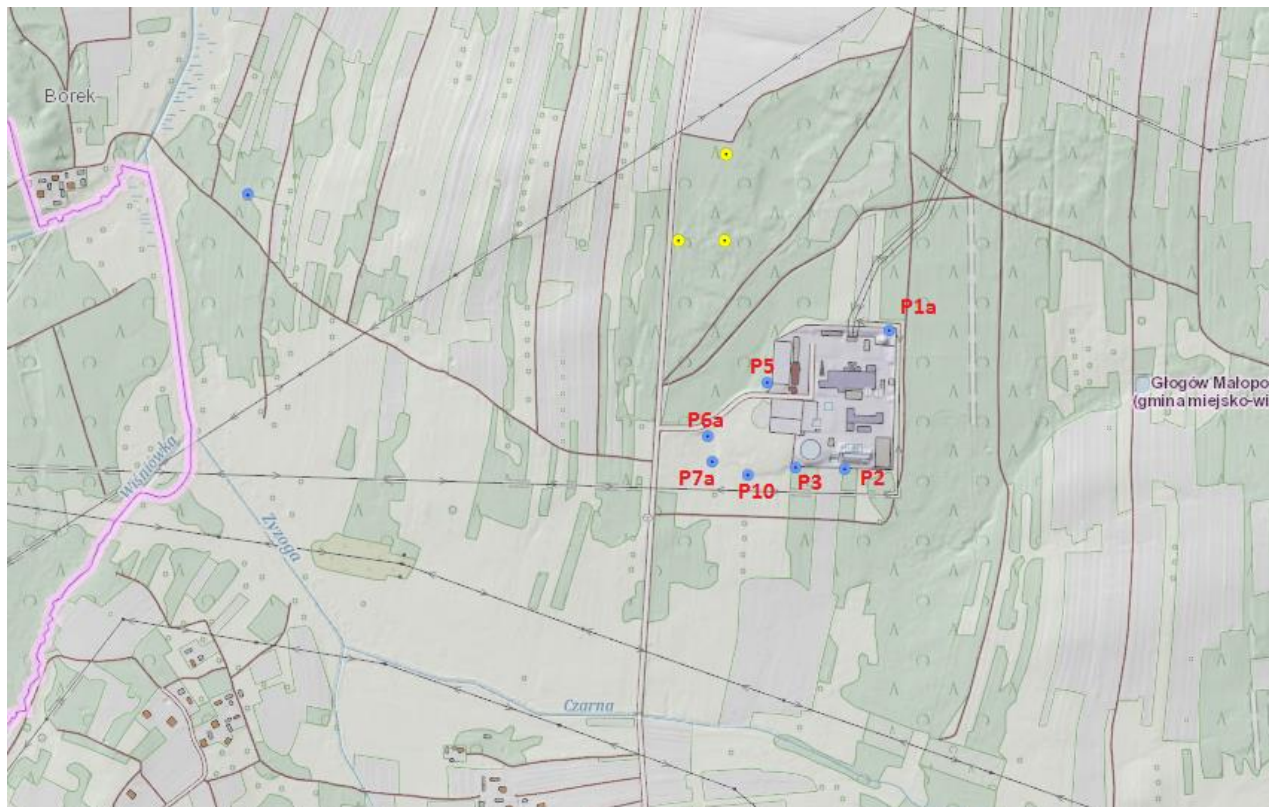 Borek
P1a
P5
Głogów Małopo
(gmina miejsko-wi
P6a
P7a
P10
P3
P2
Wiśniówka
Zyzoga
Czarna